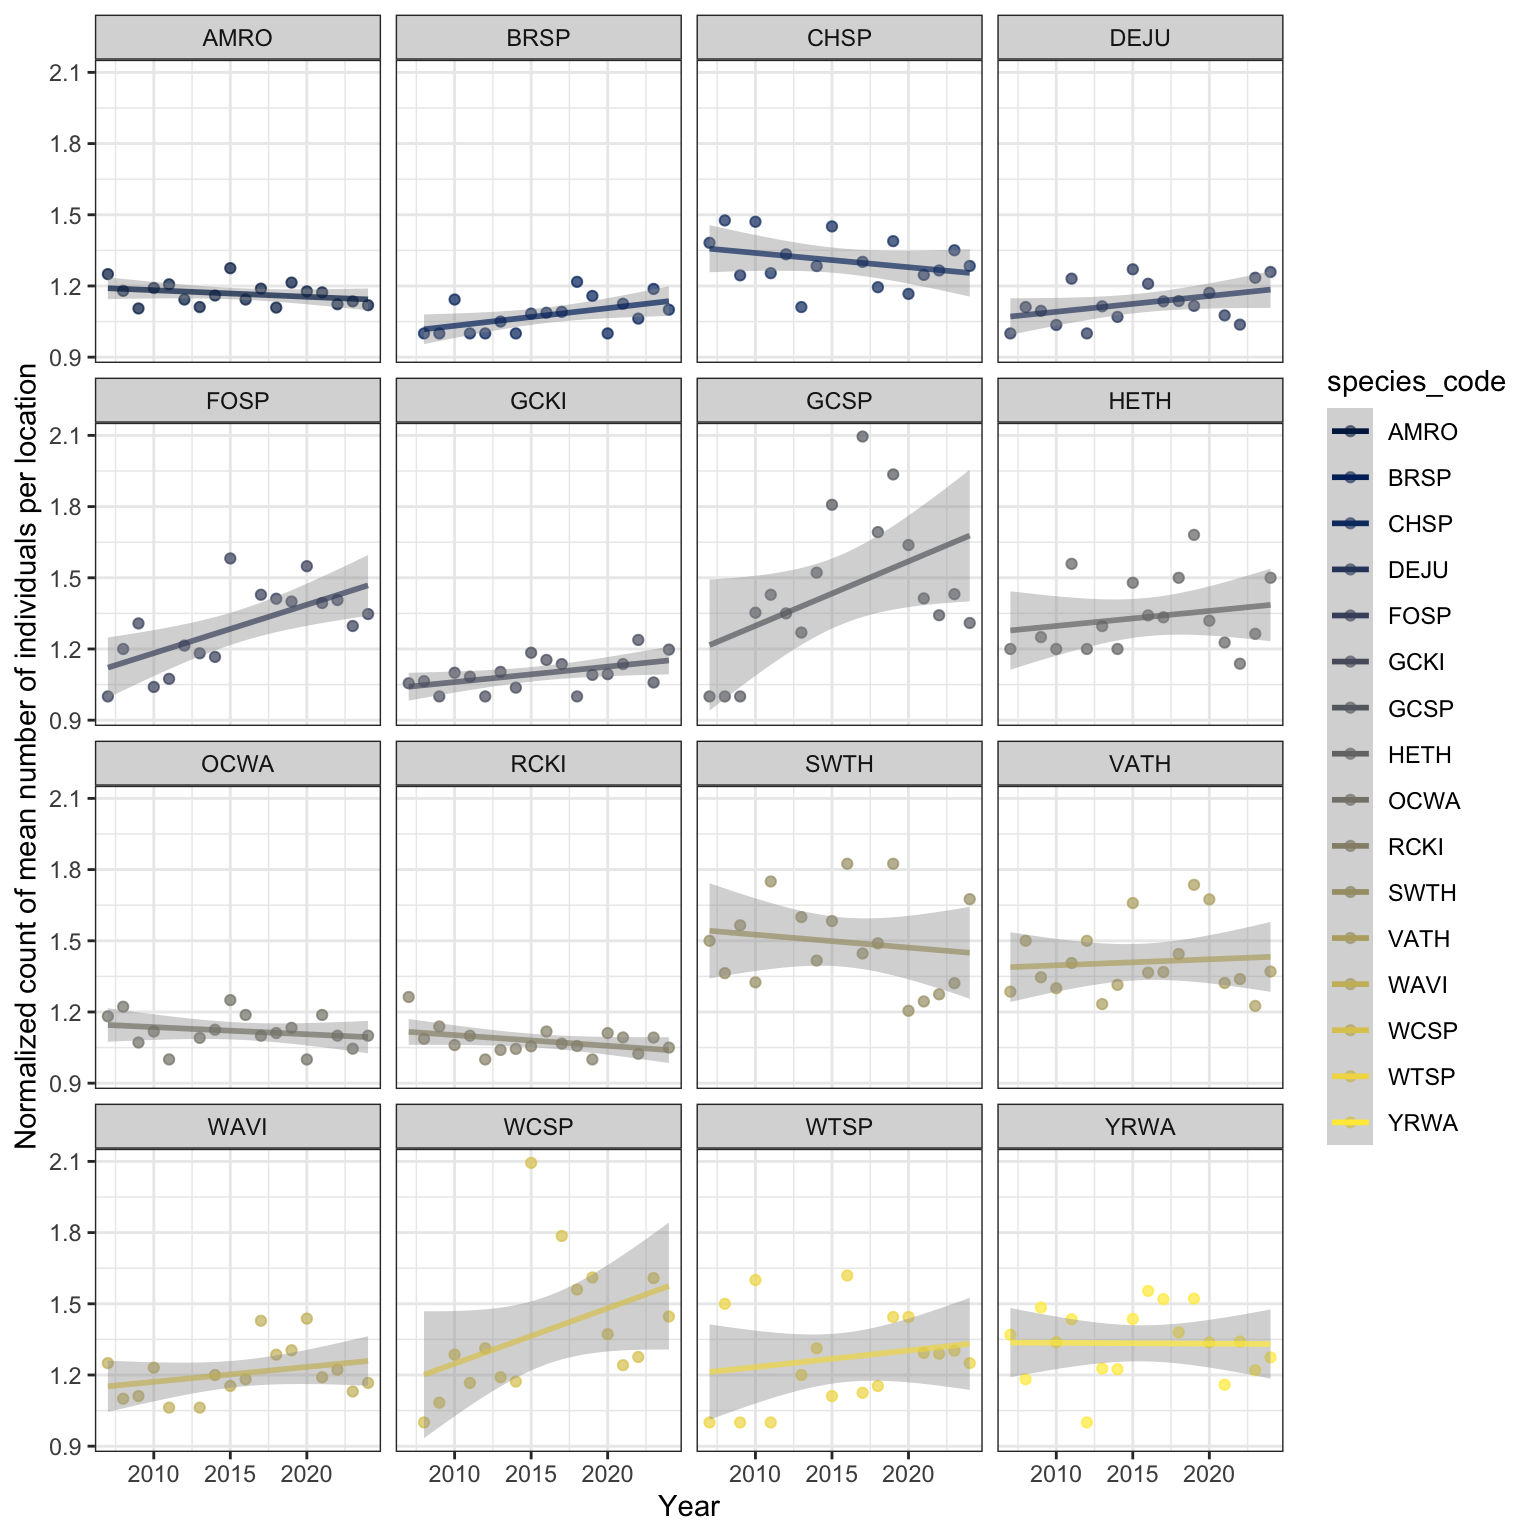 AMRO BRSP CHSP DEJU
2.1
1.8
1.5
1.2
0.9
FOSP GCKI GCSP HETH
2.1
1.8
1.5
1.2
0.9
OCWA RCKI SWTH VATH
2.1
1.8
1.5
1.2
0.9
WAVI WCSP WTSP YRWA
2.1
1.8
1.5
1.2
0.9
2010 2015 2020 2010 2015 2020 2010 2015 2020 2010 2015 2020
Year
Normalized count of mean number of individuals per location
species_code
AMRO
BRSP
CHSP
DEJU
FOSP
GCKI
GCSP
HETH
OCWA
RCKI
SWTH
VATH
WAVI
WCSP
WTSP
YRWA